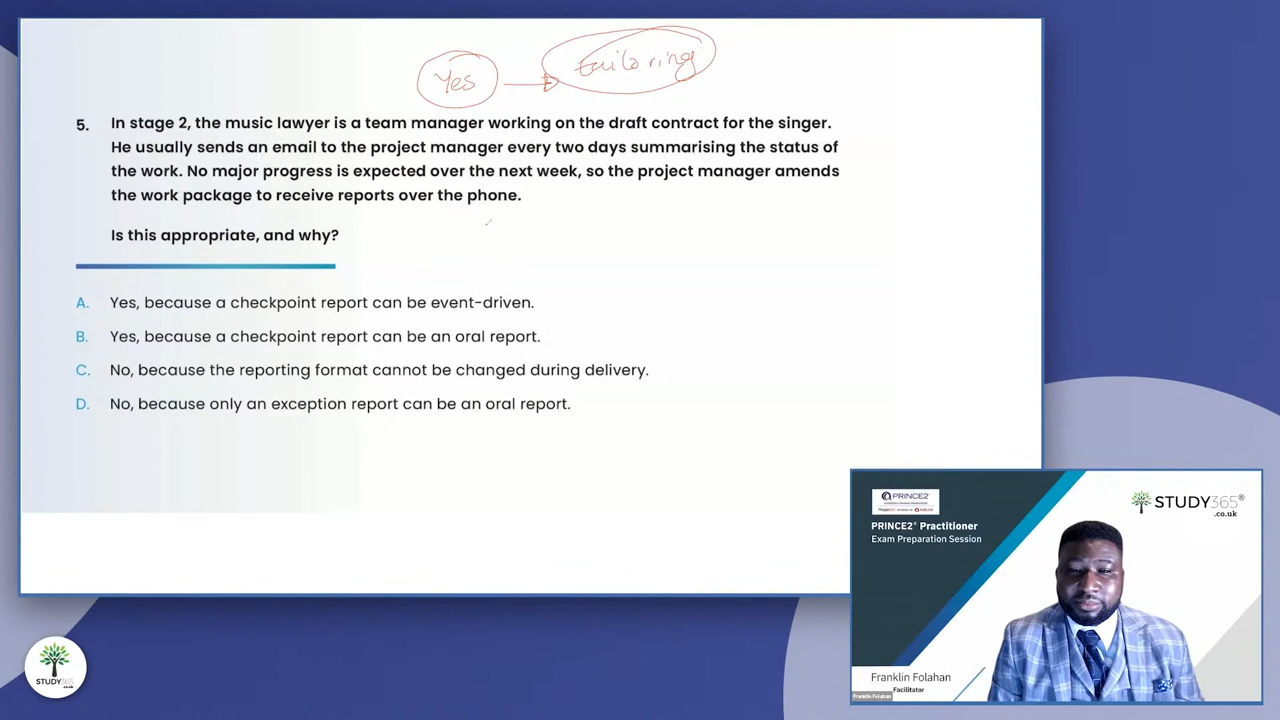 Yes
tailoring
5. In stage 2, the music lawyer is a team manager working on the draft contract for the singer.
He usually sends an email to the project manager every two days summarising the status of
the work. No major progress is expected over the next week, so the project manager amends
the work package to receive reports over the phone.
Is this appropriate, and why?
A. Yes, because a checkpoint report can be event-driven.
B. Yes, because a checkpoint report can be an oral report.
C. No, because the reporting format cannot be changed during delivery.
D. No, because only an exception report can be an oral report.
PRINCE2
STUDY365®
.co.uk
PRINCE2® Practitioner
Exam Preparation Session
Franklin Folahan
Facilitator
Franklin Folahan
STUDY365
.co.uk